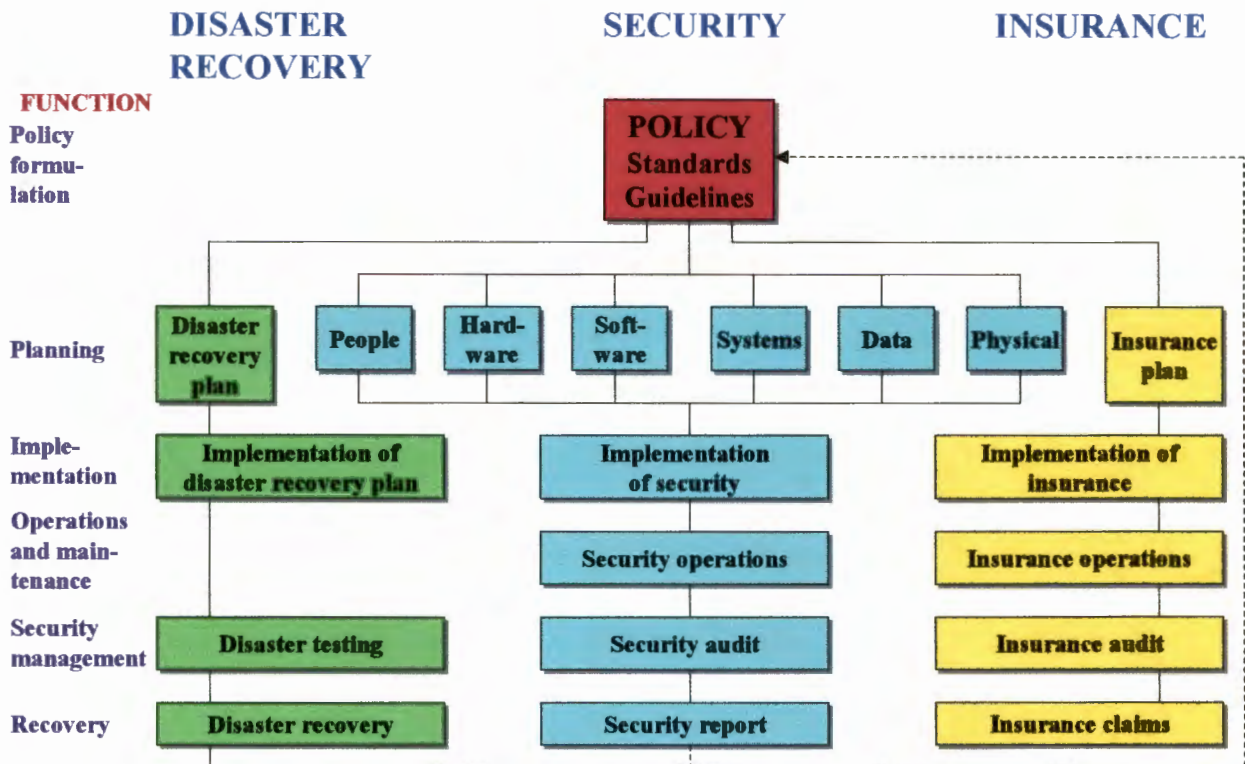 DISASTER
RECOVERY
SECURITY
INSURANCE
FUNCTION
Policy
formu-
lation
POLICY
Standards
Guidelines
Planning
Disaster
recovery
plan
People
Hard-
ware
Soft-
ware
Systems
Data
Physical
Insurance
plan
Imple-
mentation
Implementation of
disaster recovery plan
Implementation
of security
Implementation of
insurance
Operations
and main-
tenance
Security operations
Insurance operations
Security
management
Disaster testing
Security audit
Insurance audit
Recovery
Disaster recovery
Security report
Insurance claims